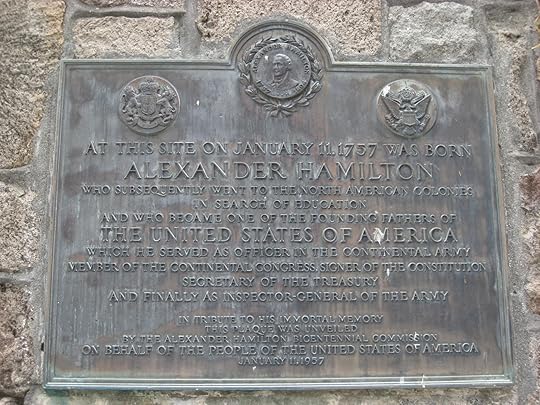 AT THIS SITE ON JANUARY 11, 1757 WAS BORN
ALEXANDER HAMILTON
WHO SUBSEQUENTLY WENT TO THE NORTH AMERICAN COLONIES
IN SEARCH OF EDUCATION
AND WHO BECAME ONE OF THE FOUNDING FATHERS OF
THE UNITED STATES OF AMERICA
WHICH HE SERVED AS OFFICER IN THE CONTINENTAL ARMY
MEMBER OF THE CONTINENTAL CONGRESS, SIGNER OF THE CONSTITUTION
SECRETARY OF THE TREASURY
AND FINALLY AS INSPECTOR-GENERAL OF THE ARMY
IN TRIBUTE TO HIS IMMORTAL MEMORY
THIS PLAQUE WAS UNVEILED
BY THE ALEXANDER HAMILTON BICENTENNIAL COMMISSION
ON BEHALF OF THE PEOPLE OF THE UNITED STATES OF AMERICA
JANUARY 11, 1957